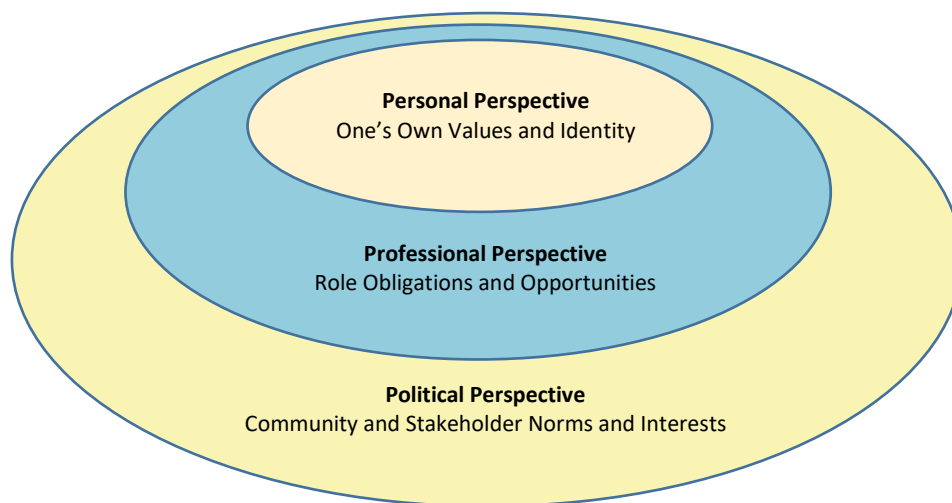 Personal Perspective
One’s Own Values and Identity
Professional Perspective
Role Obligations and Opportunities
Political Perspective
Community and Stakeholder Norms and Interests